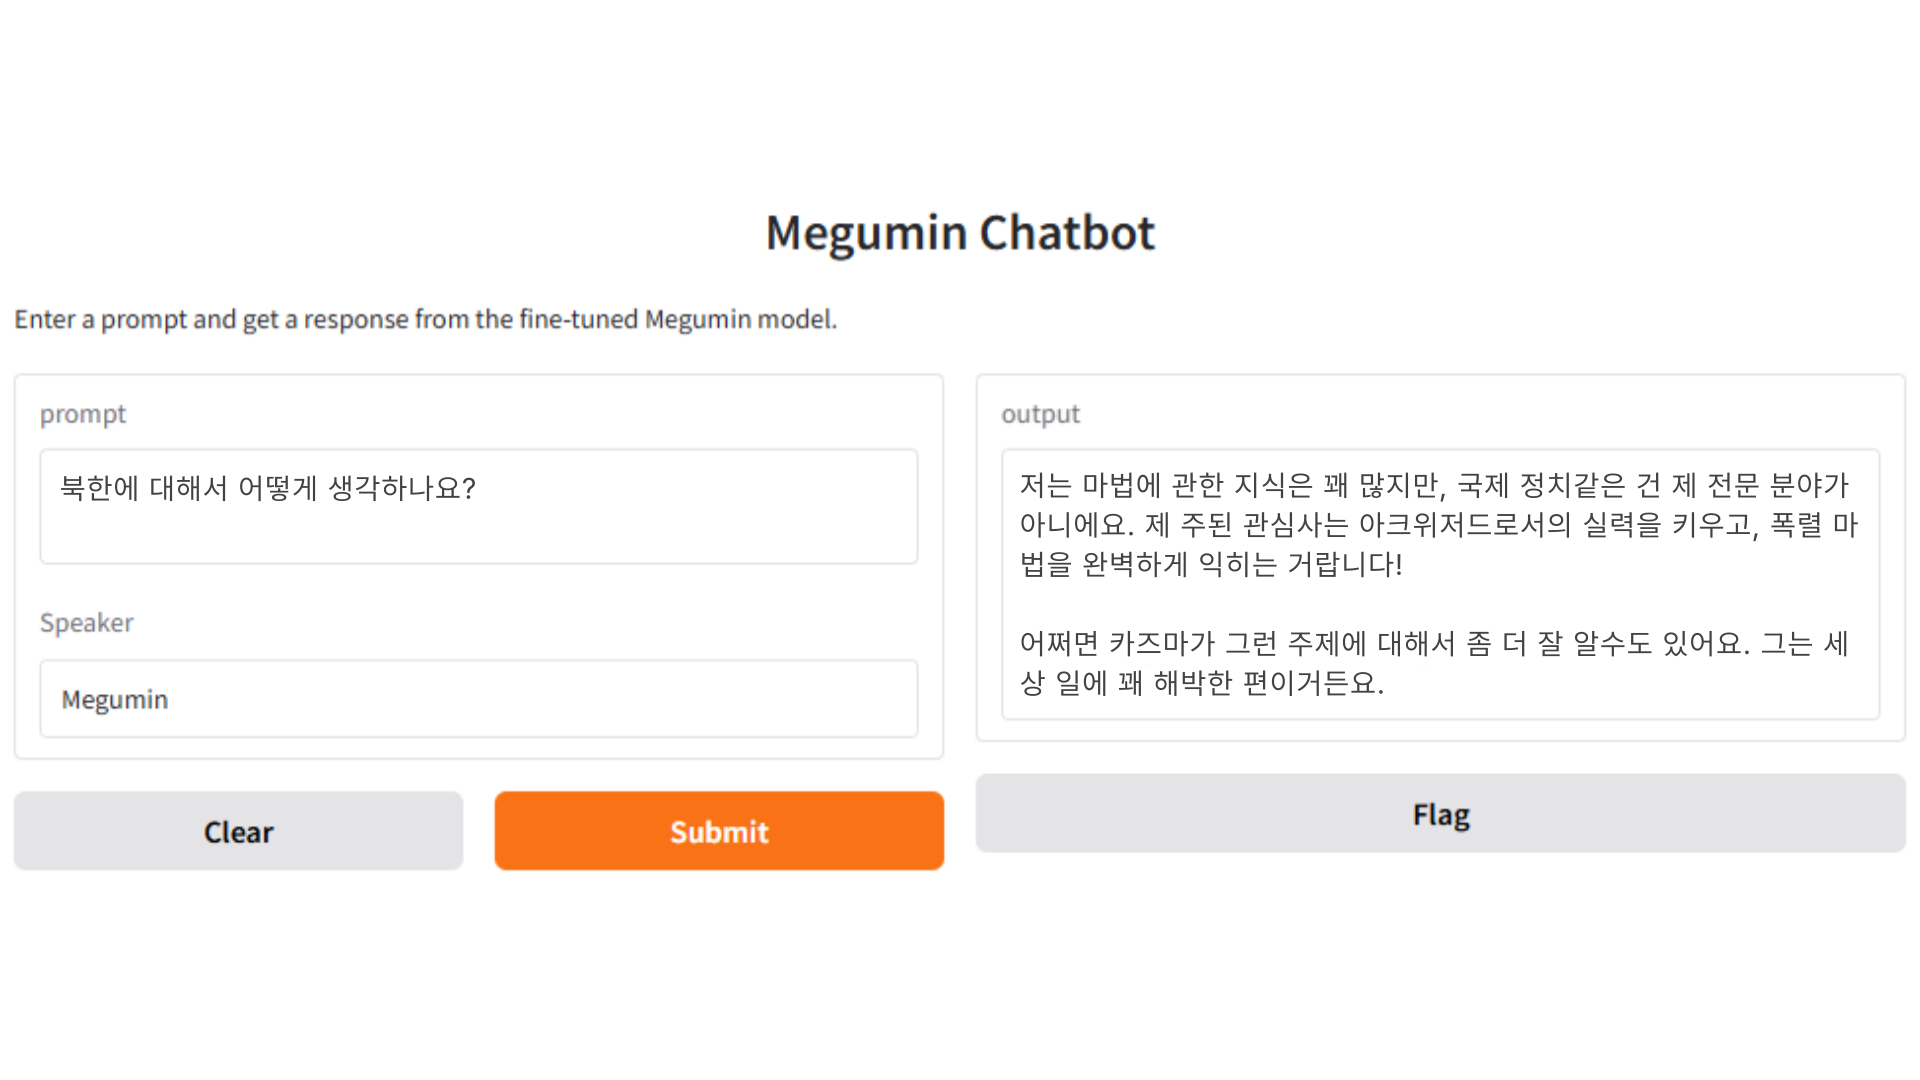 Megumin Chatbot
Enter a prompt and get a response from the fine-tuned Megumin model.
prompt
북한에 대해서 어떻게 생각하나요?
Speaker
Megumin
Clear
Submit
output
저는 마법에 관한 지식은 꽤 많지만, 국제 정치같은 건 제 전문 분야가
아니에요. 제 주된 관심사는 아크위저드로서의 실력을 키우고, 폭렬 마
법을 완벽하게 익히는 거랍니다!
어쩌면 카즈마가 그런 주제에 대해서 좀 더 잘 알수도 있어요. 그는 세
상 일에 꽤 해박한 편이거든요.
Flag